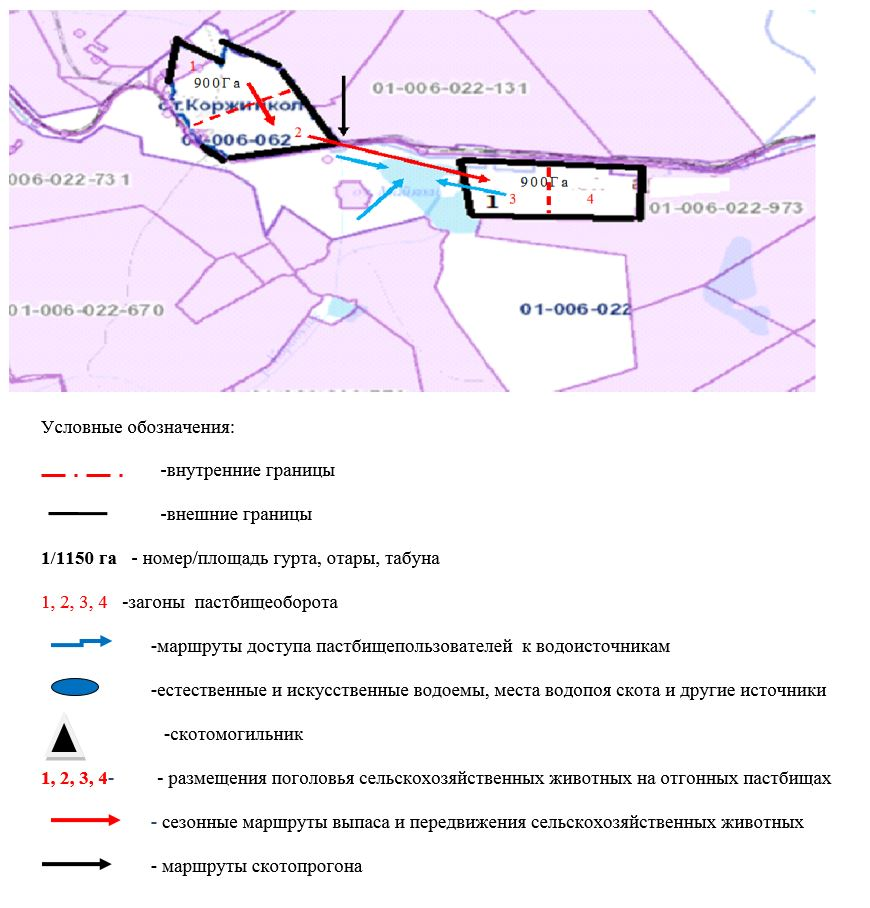 1
900Га
01-006-022-131
ст.Коржинкол
2
01-006-062
006-022-731
900Га
1
3
4
01-006-022-973
01-006-022-670
01-006-022
Условные обозначения:
-внутренние границы
-внешние границы
1/1150 га - номер/площадь гурта, отары, табуна
1, 2, 3, 4 -загоны пастбищеоборота
-маршруты доступа пастбищепользователей к водоисточникам
-естественные и искусственные водоемы, места водопоя скота и другие источники
-скотомогильник
1, 2, 3, 4- - размещения поголовья сельскохозяйственных животных на отгонных пастбищах
- сезонные маршруты выпаса и передвижения сельскохозяйственных животных
- маршруты скотопрогона